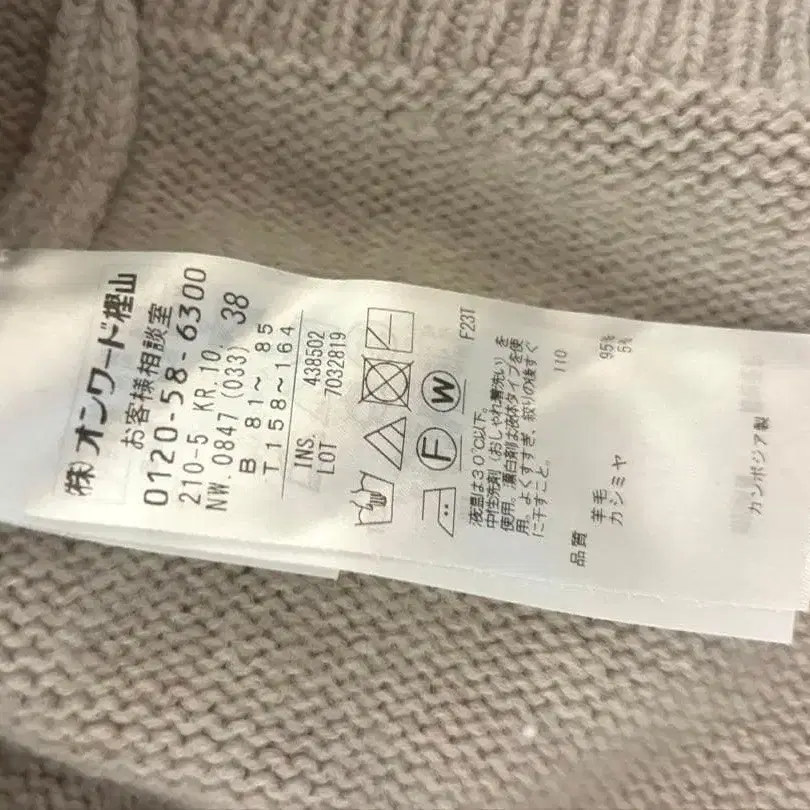 (株)オンワード樫山
お客様相談室
0120-58-6300
210-5 KR.10.
NW.0847(033) 38
B 81~85
T158~164
INS. 438502
LOT 7032819
F W
F23T
液温は30℃以下。
中性洗剤(おしゃれ着洗い)を
使用。漂白剤は液体タイプを使
用。よくすすぎ、絞りの後すぐ
に干すこと。
品質 110
羊毛 95%
カシミヤ 5%
カンボジア製